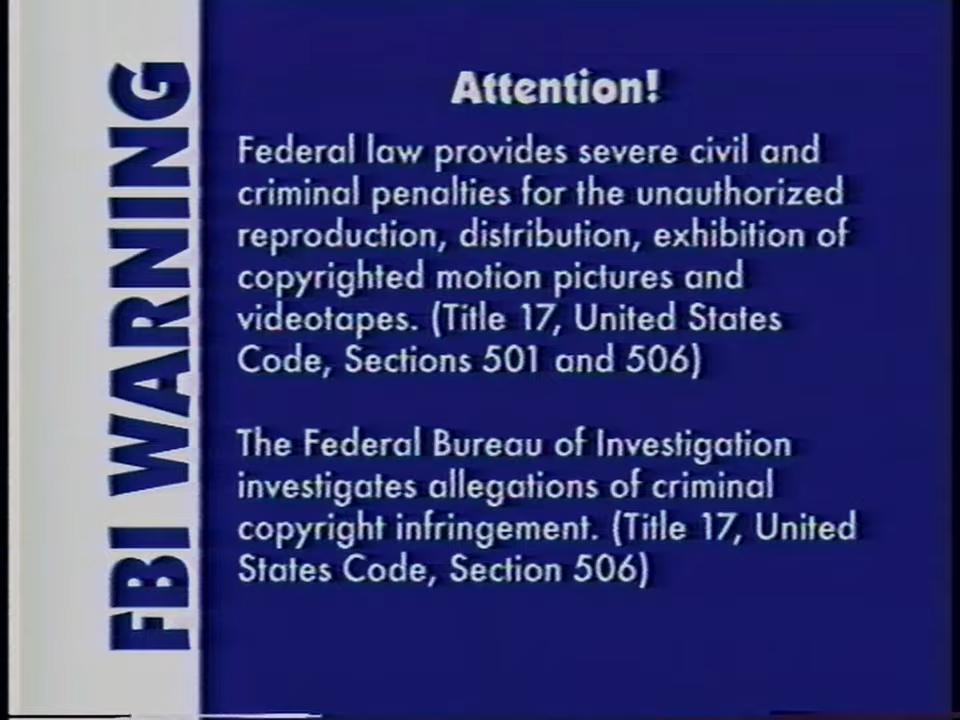 FBI WARNING
Attention!
Federal law provides severe civil and
criminal penalties for the unauthorized
reproduction, distribution, exhibition of
copyrighted motion pictures and
videotapes. (Title 17, United States
Code, Sections 501 and 506)
The Federal Bureau of Investigation
investigates allegations of criminal
copyright infringement. (Title 17, United
States Code, Section 506)